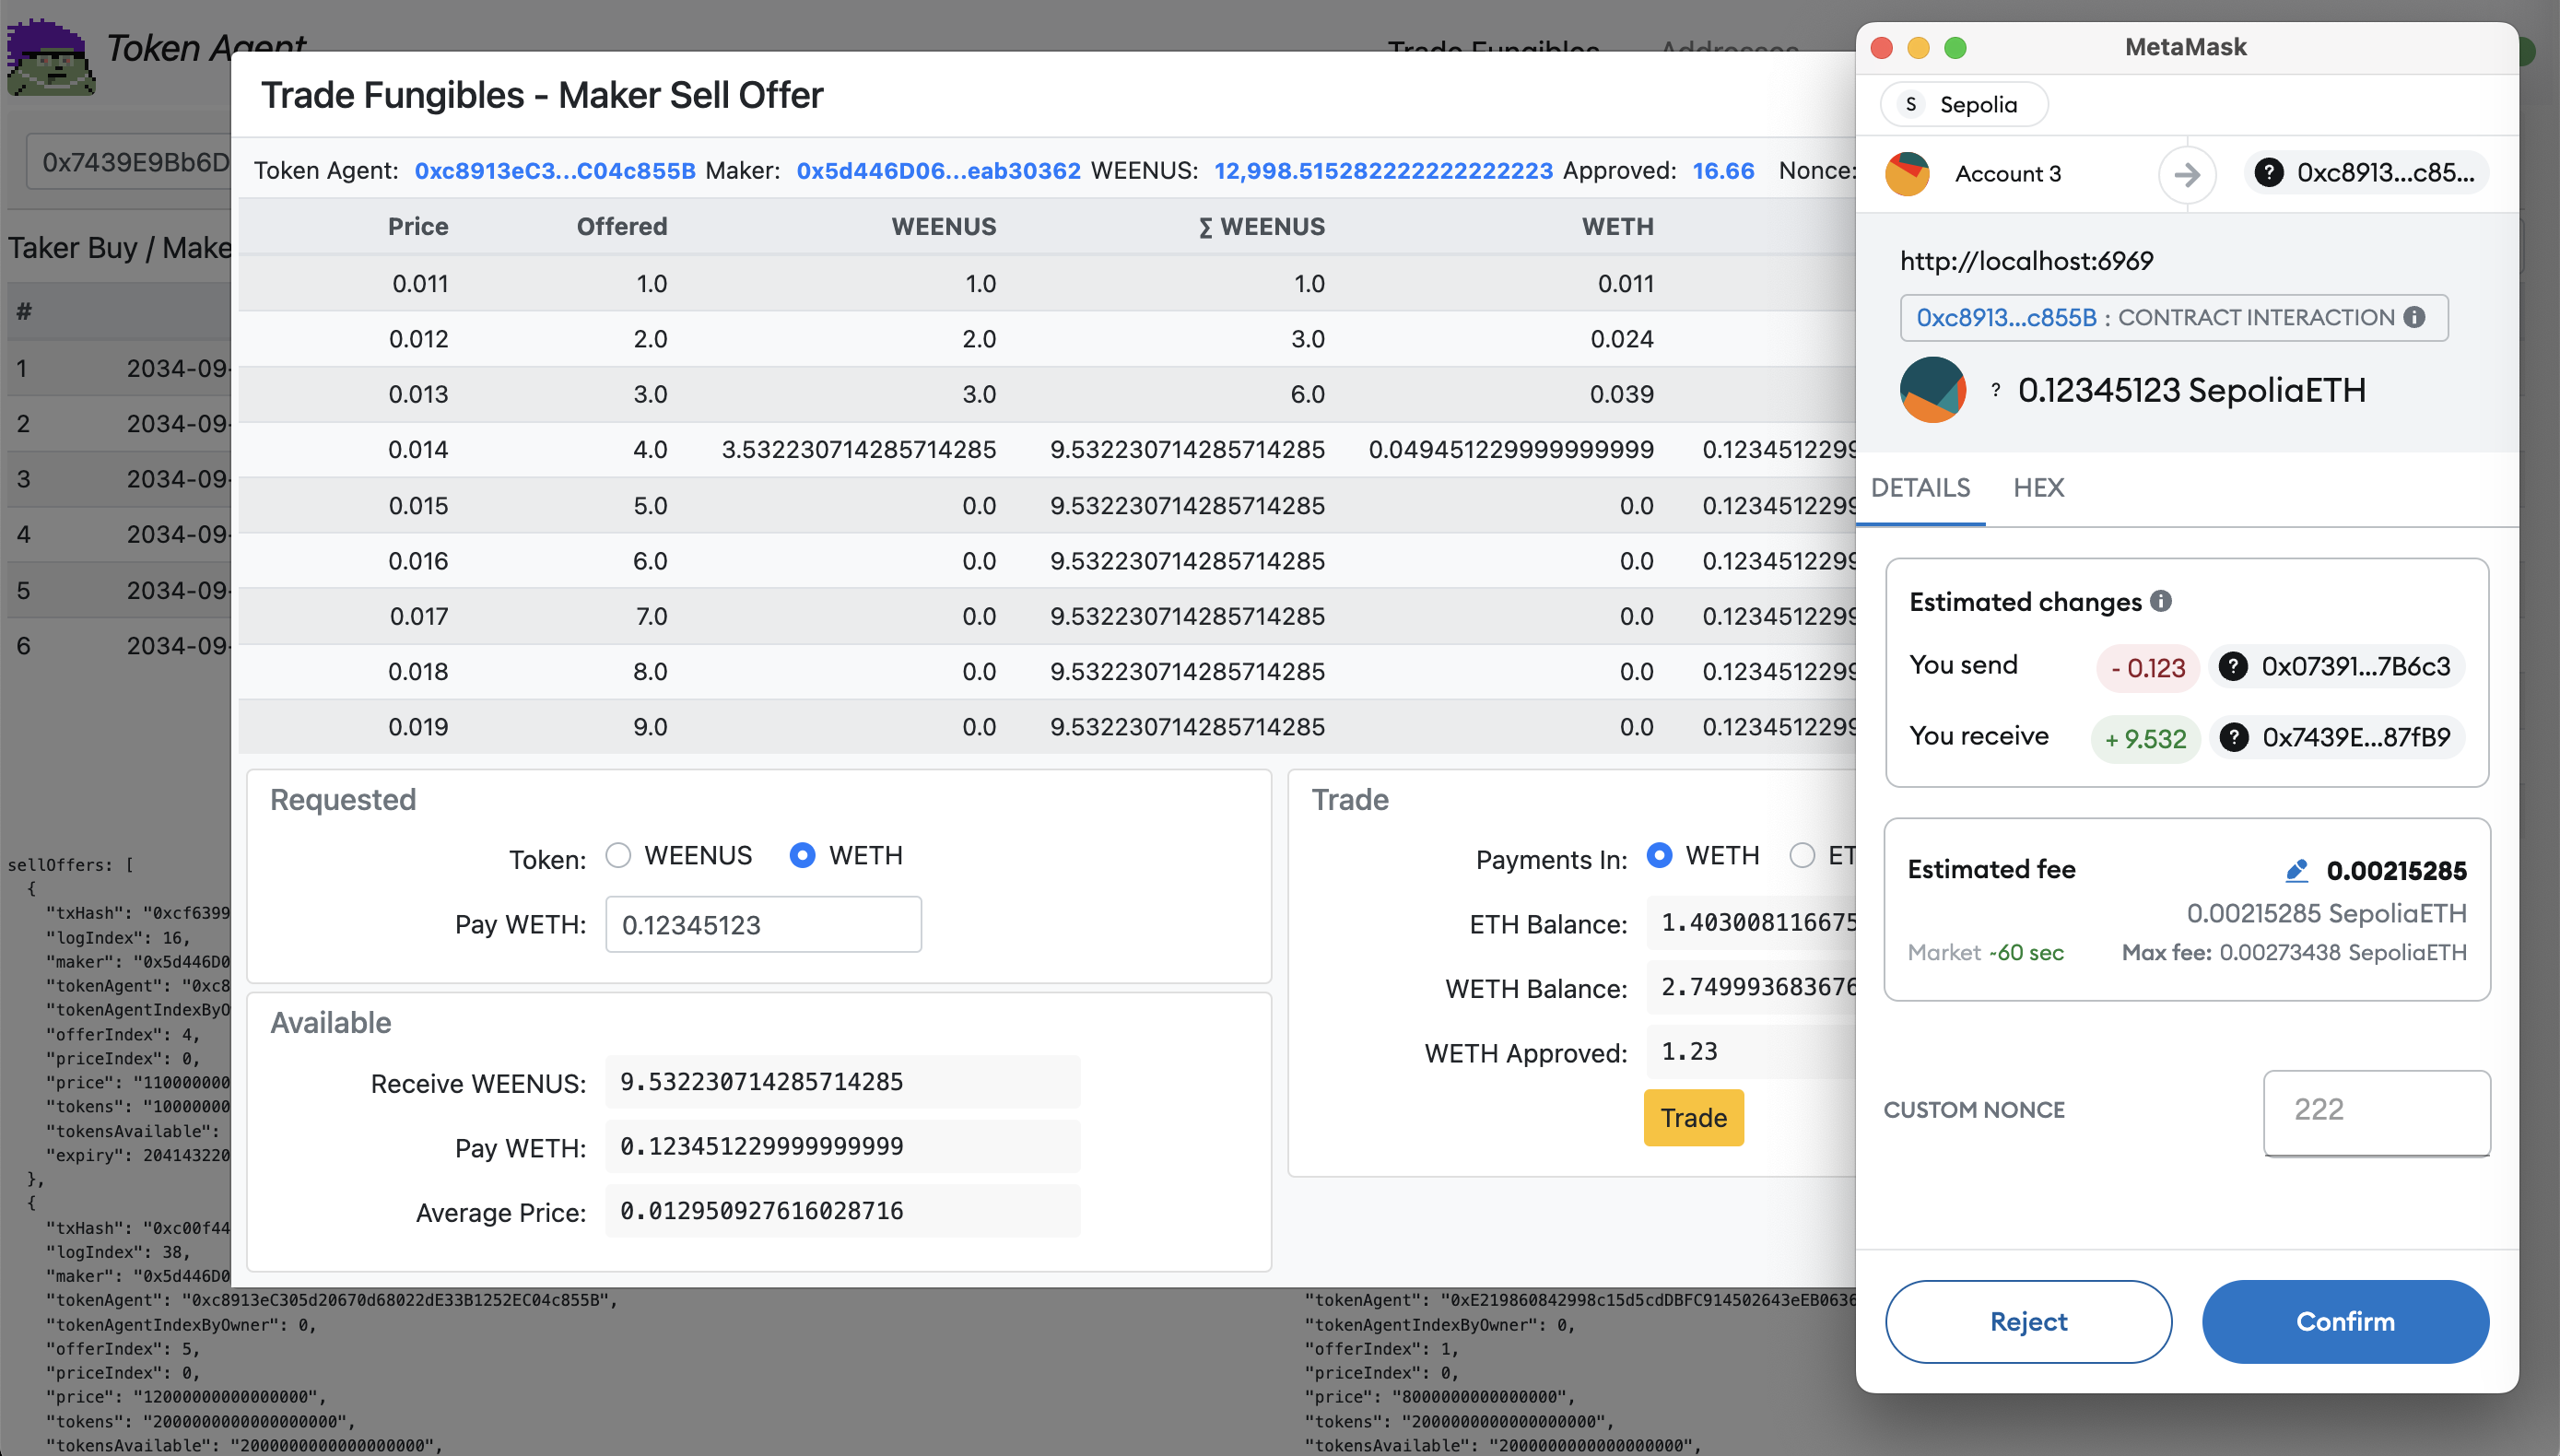 Token Agent
Trade Fungibles Addresses
0x7439E9Bb6D
Taker Buy / Make
#
1 2034-09-
2 2034-09-
3 2034-09-
4 2034-09-
5 2034-09-
6 2034-09-
Trade Fungibles - Maker Sell Offer
Token Agent: 0xc8913eC3...C04c855B Maker: 0x5d446D06...eab30362 WEENUS: 12,998.515282222222222223 Approved: 16.66 Nonce:
Price Offered WEENUS ∑ WEENUS WETH
0.011 1.0 1.0 1.0 0.011
0.012 2.0 2.0 3.0 0.024
0.013 3.0 3.0 6.0 0.039
0.014 4.0 3.532230714285714285 9.532230714285714285 0.049451229999999999 0.1234512299
0.015 5.0 0.0 9.532230714285714285 0.0 0.1234512299
0.016 6.0 0.0 9.532230714285714285 0.0 0.1234512299
0.017 7.0 0.0 9.532230714285714285 0.0 0.1234512299
0.018 8.0 0.0 9.532230714285714285 0.0 0.1234512299
0.019 9.0 0.0 9.532230714285714285 0.0 0.1234512299
Requested
Token: WEENUS WETH
Pay WETH: 0.12345123
Available
Receive WEENUS: 9.532230714285714285
Pay WETH: 0.123451229999999999
Average Price: 0.012950927616028716
Trade
Payments In: WETH ET
ETH Balance: 1.403008116675
WETH Balance: 2.749993683676
WETH Approved: 1.23
Trade
sellOffers: [
{
"txHash": "0xcf6399
"logIndex": 16,
"maker": "0x5d446D0
"tokenAgent": "0xc8
"tokenAgentIndexByO
"offerIndex": 4,
"priceIndex": 0,
"price": "110000000
"tokens": "10000000
"tokensAvailable":
"expiry": 204143220
},
{
"txHash": "0xc00f44
"logIndex": 38,
"maker": "0x5d446D0
"tokenAgent": "0xc8913eC305d20670d68022dE33B1252EC04c855B",
"tokenAgentIndexByOwner": 0,
"offerIndex": 5,
"priceIndex": 0,
"price": "12000000000000000",
"tokens": "2000000000000000000",
"tokensAvailable": "2000000000000000000",
"tokenAgent": "0xE219860842998c15d5cdDBFC914502643eEB0636
"tokenAgentIndexByOwner": 0,
"offerIndex": 1,
"priceIndex": 0,
"price": "8000000000000000",
"tokens": "2000000000000000000",
"tokensAvailable": "2000000000000000000",
MetaMask
S Sepolia
Account 3 ? 0xc8913...c85...
http://localhost:6969
0xc8913...c855B : CONTRACT INTERACTION
? 0.12345123 SepoliaETH
DETAILS HEX
Estimated changes
You send - 0.123 ? 0x07391...7B6c3
You receive + 9.532 ? 0x7439E...87fB9
Estimated fee 0.00215285
0.00215285 SepoliaETH
Market ~60 sec Max fee: 0.00273438 SepoliaETH
CUSTOM NONCE 222
Reject Confirm